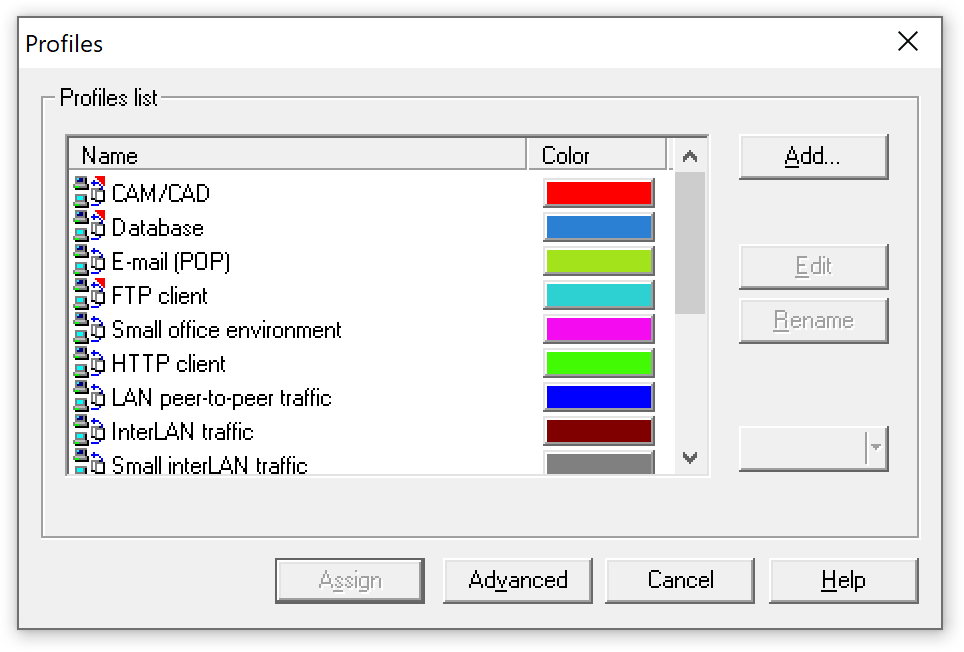 Profiles
Profiles list
Name Color
CAM/CAD
Database
E-mail (POP)
FTP client
Small office environment
HTTP client
LAN peer-to-peer traffic
InterLAN traffic
Small interLAN traffic
Add...
Edit
Rename
Assign Advanced Cancel Help